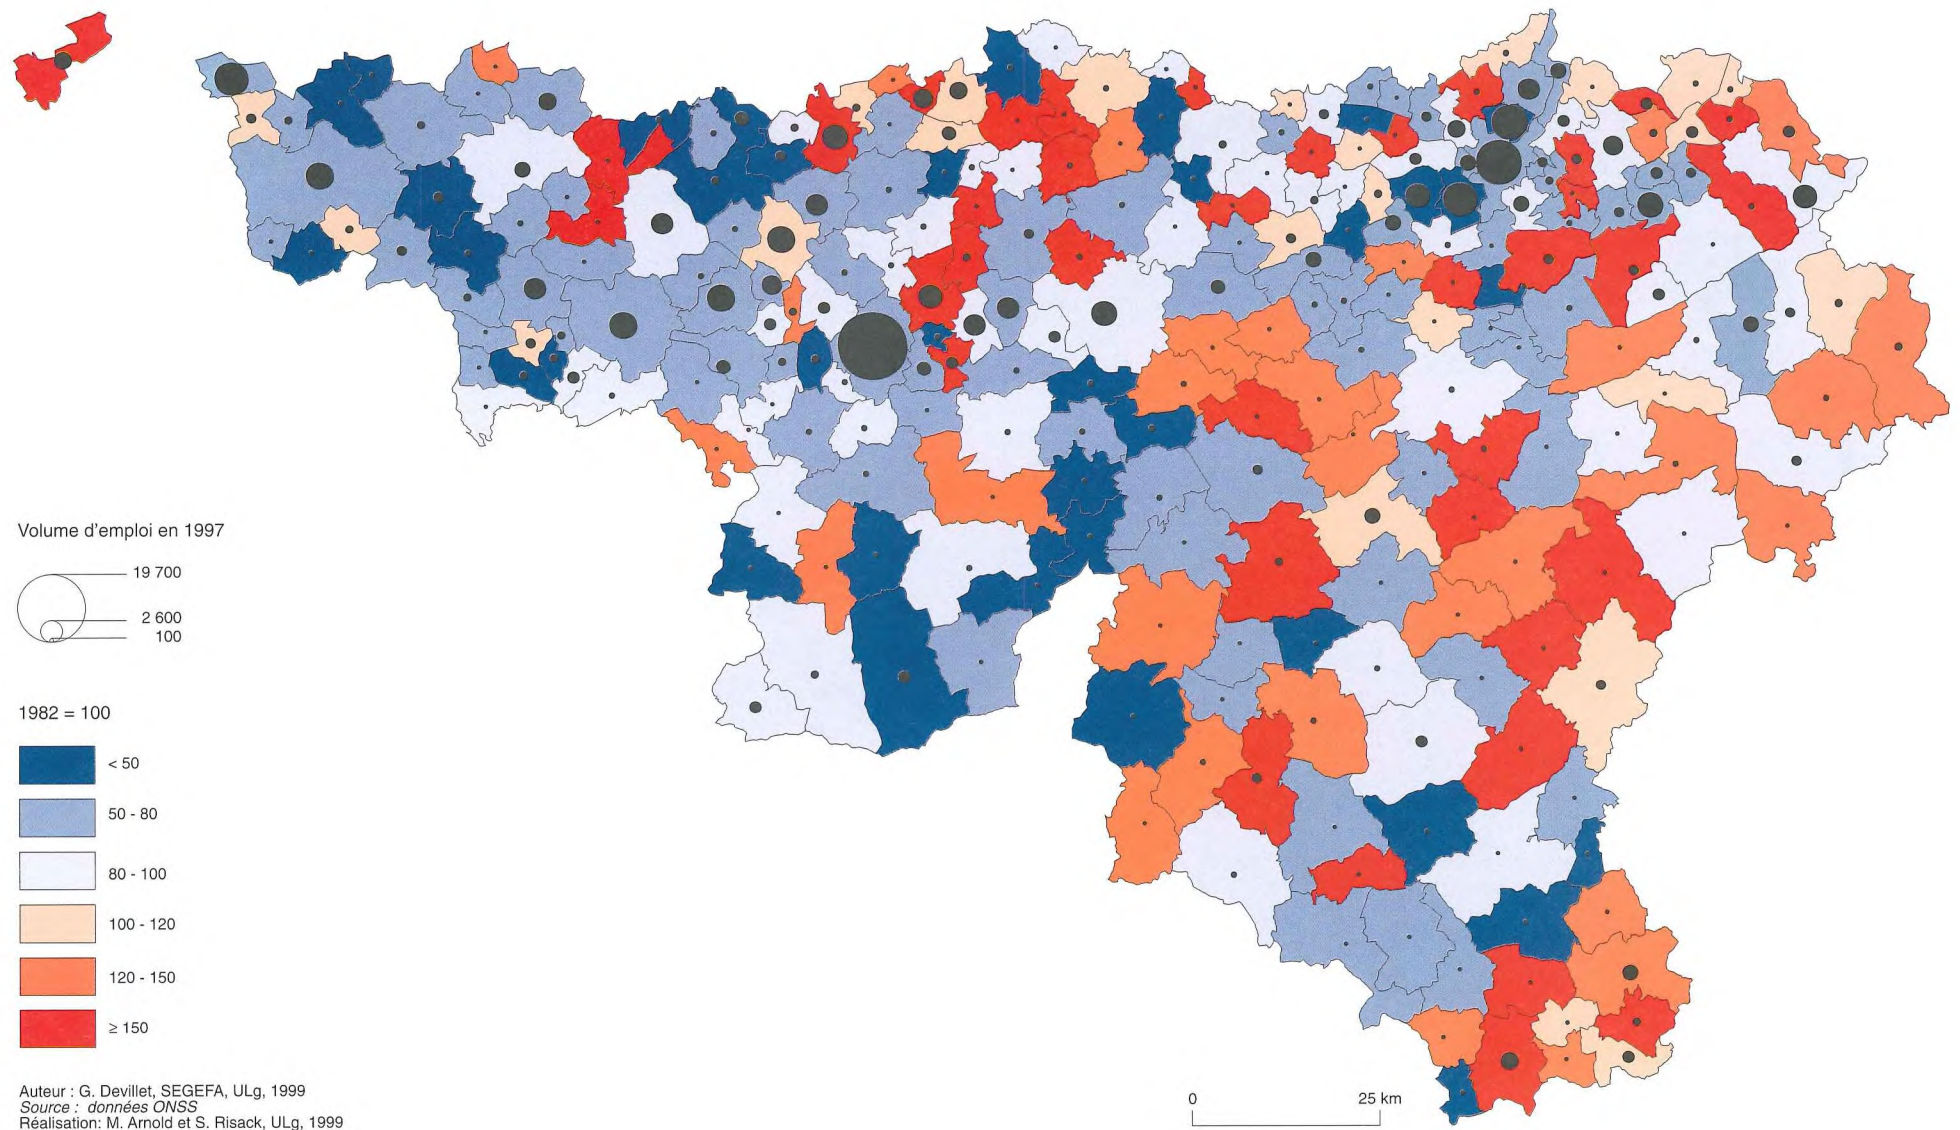 Volume d'emploi en 1997
19 700
2 600
100
1982 = 100
< 50
50 - 80
80 - 100
100 - 120
120 - 150
≥ 150
Auteur : G. Devillet, SEGEFA, ULg, 1999
Source : données ONSS
Réalisation: M. Arnold et S. Risack, ULg, 1999
0 25 km